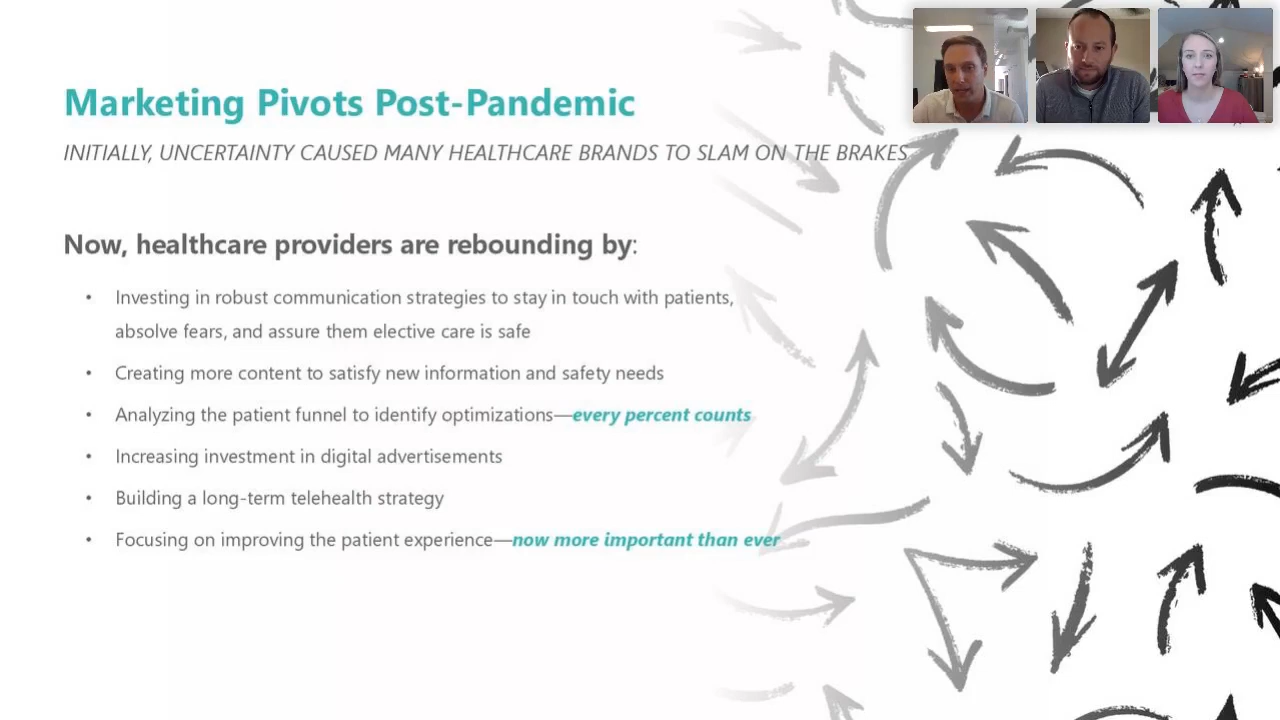 Marketing Pivots Post-Pandemic
INITIALLY, UNCERTAINTY CAUSED MANY HEALTHCARE BRANDS TO SLAM ON THE BRAKES
Now, healthcare providers are rebounding by:
• Investing in robust communication strategies to stay in touch with patients,
absolve fears, and assure them elective care is safe
• Creating more content to satisfy new information and safety needs
• Analyzing the patient funnel to identify optimizations—every percent counts
• Increasing investment in digital advertisements
• Building a long-term telehealth strategy
• Focusing on improving the patient experience—now more important than ever